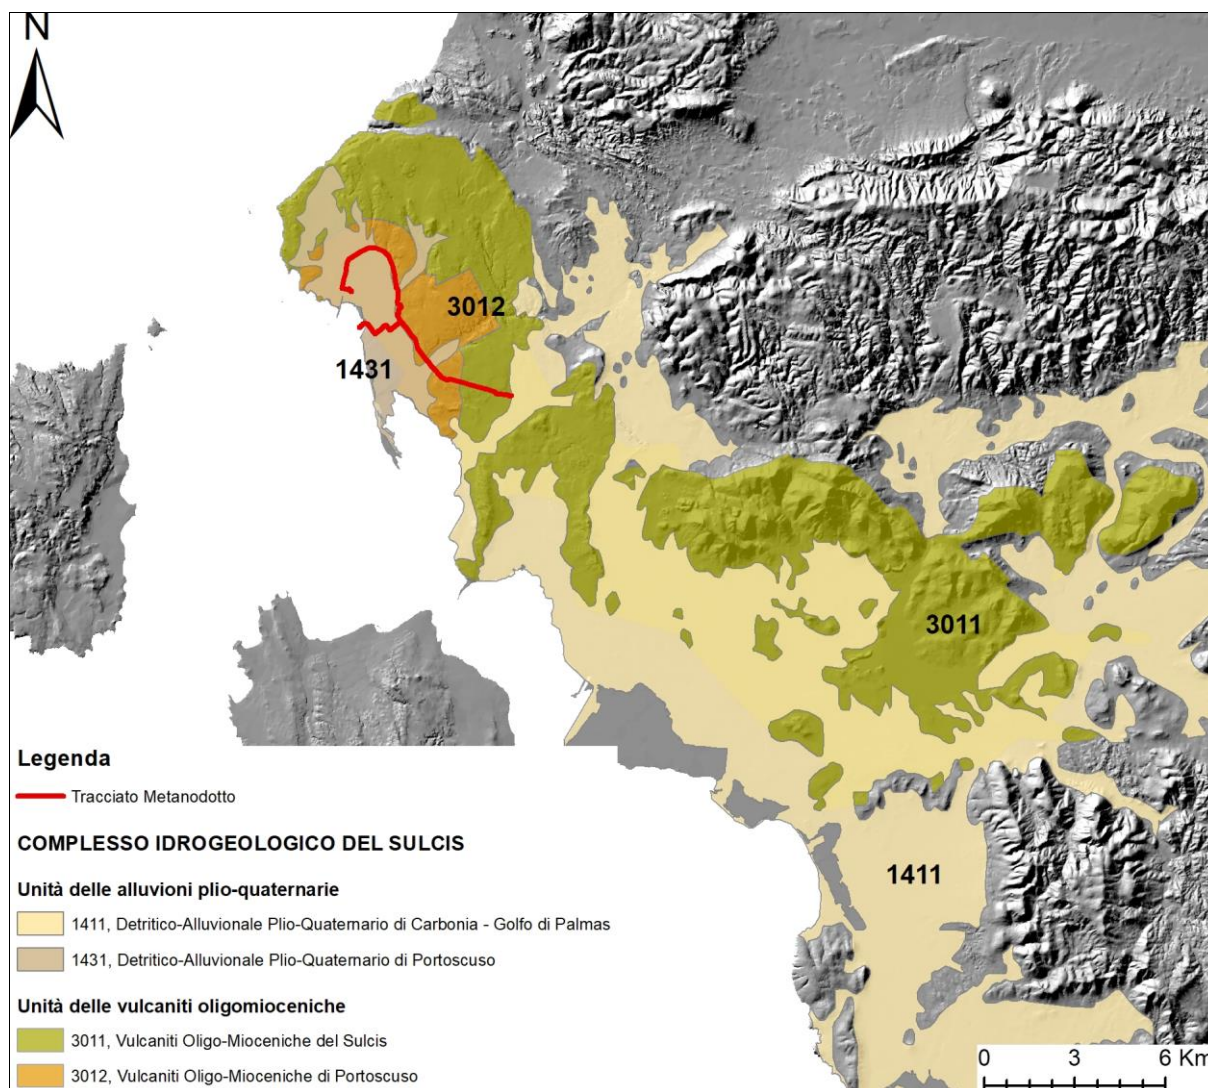 N
3012
1431
3011
1411
Legenda
Tracciato Metanodotto
COMPLESSO IDROGEOLOGICO DEL SULCIS
Unità delle alluvioni plio-quaternarie
1411, Detritico-Alluvionale Plio-Quaternario di Carbonia - Golfo di Palmas
1431, Detritico-Alluvionale Plio-Quaternario di Portoscuso
Unità delle vulcaniti oligomioceniche
3011, Vulcaniti Oligo-Mioceniche del Sulcis
3012, Vulcaniti Oligo-Mioceniche di Portoscuso
0 3 6 Km